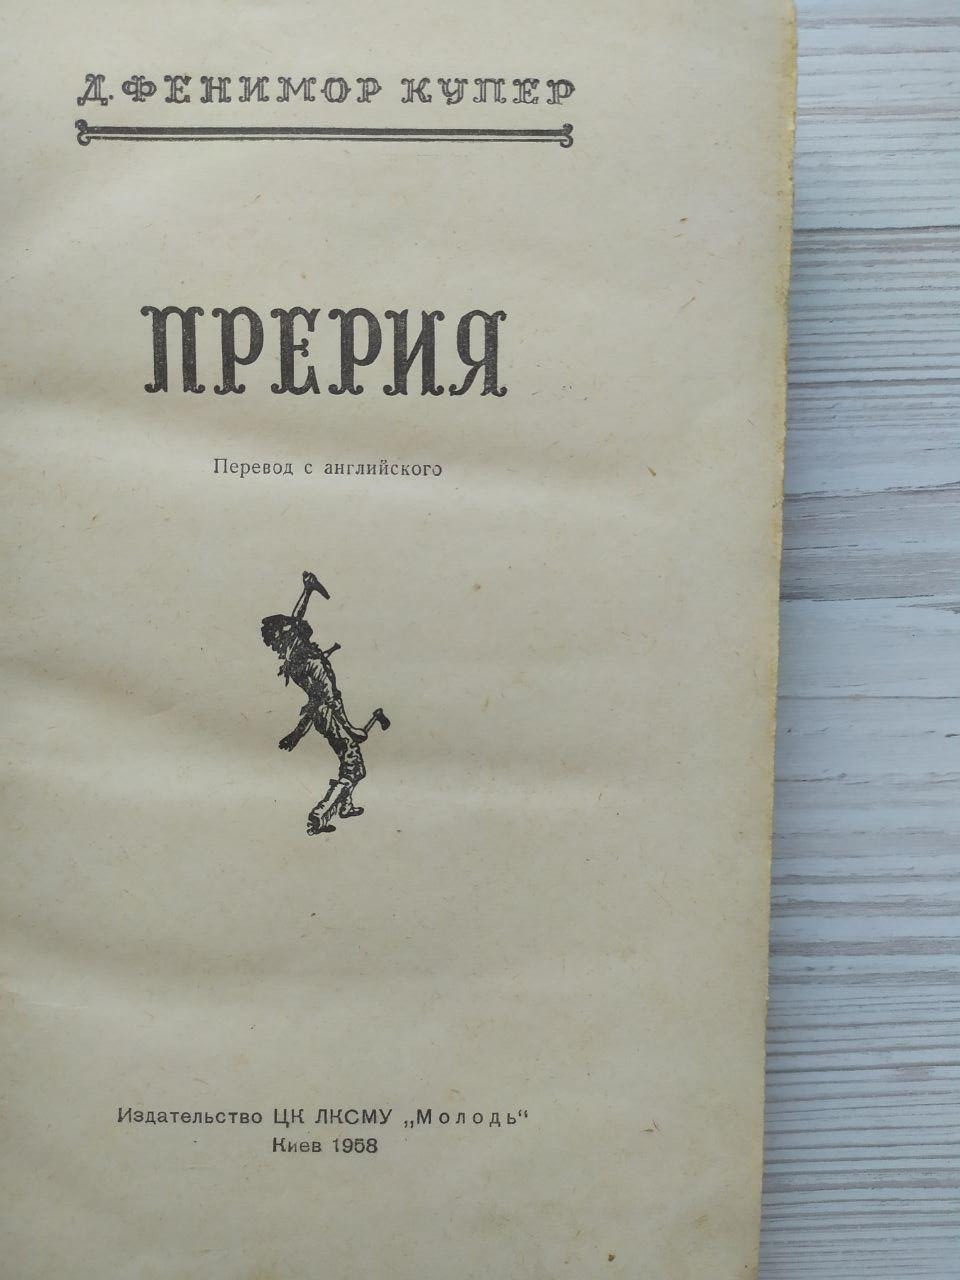 Д. ФЕНИМОР КУПЕР
ПРЕРИЯ
Перевод с английского
Издательство ЦК ЛКСМУ „Молодь“
Киев 1958